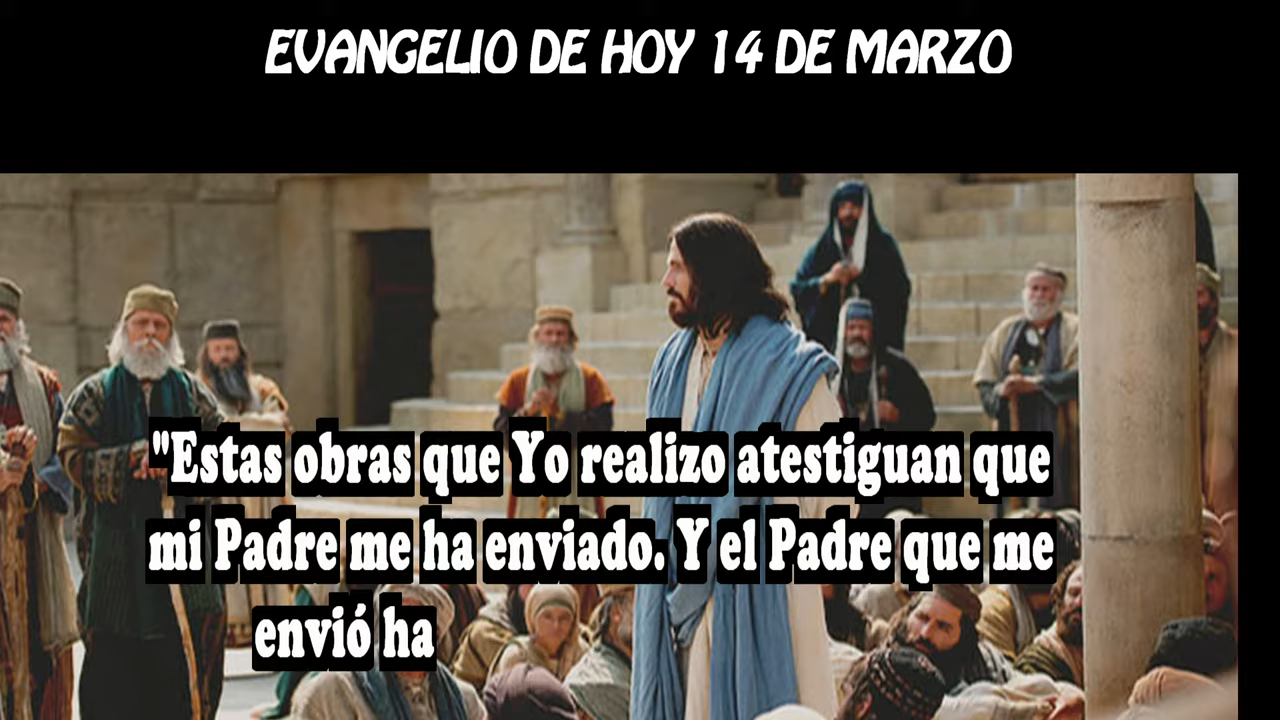 EVANGELIO DE HOY 14 DE MARZO
"Estas obras que Yo realizo atestiguan que
mi Padre me ha enviado. Y el Padre que me
envió ha